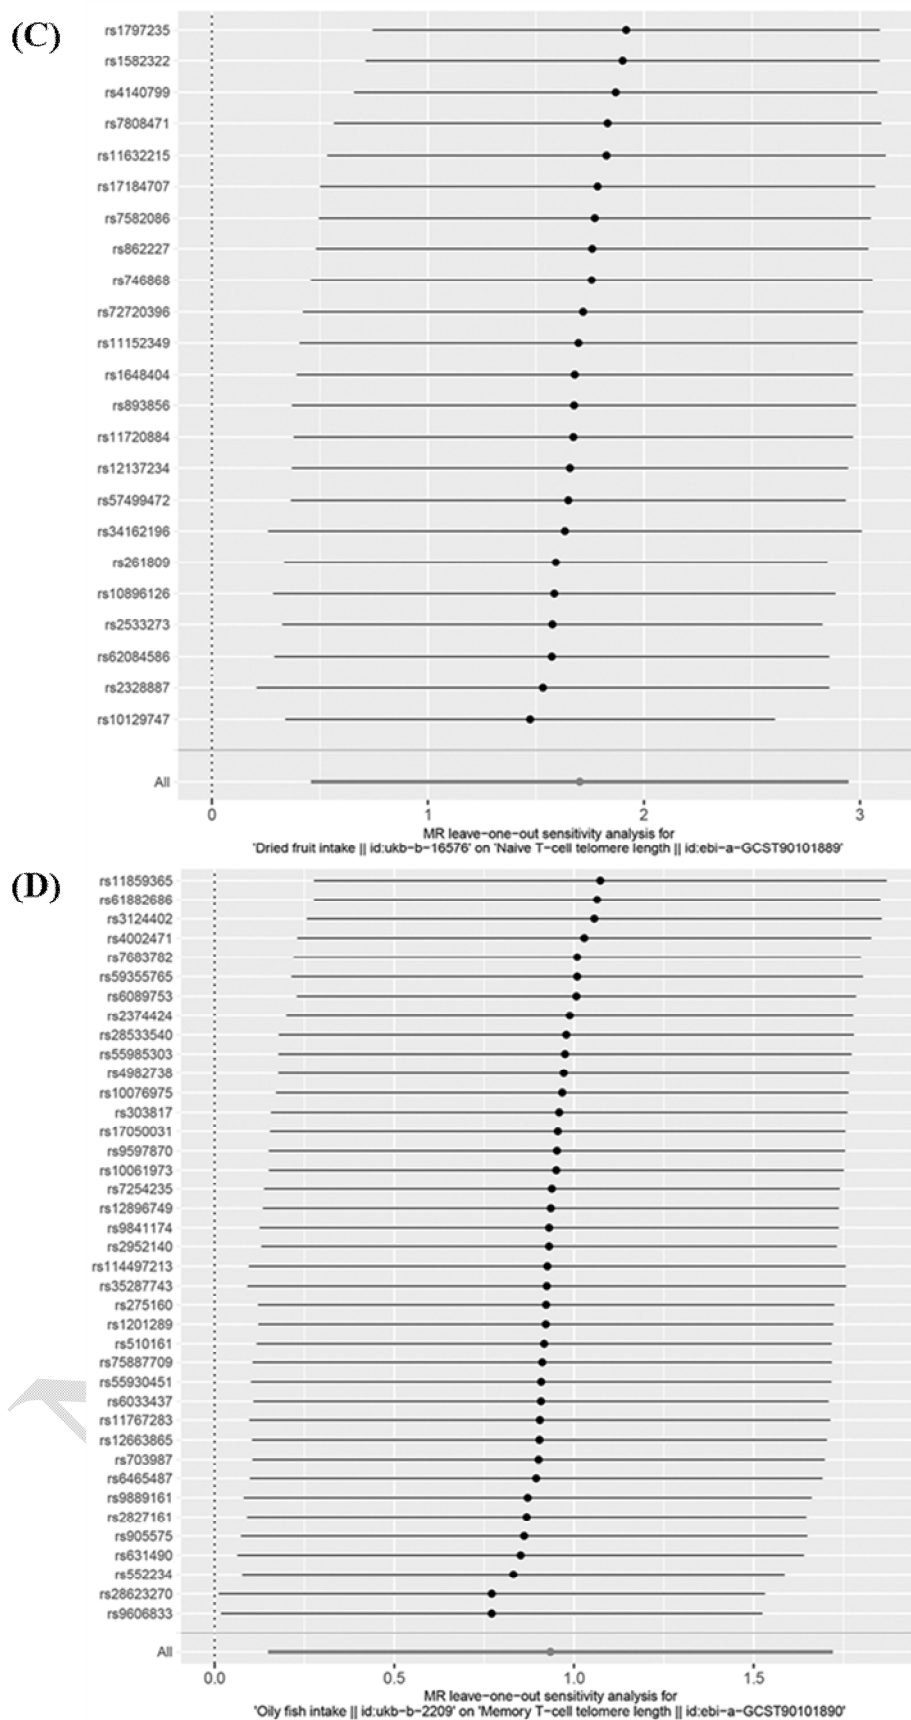 (C)
rs1797235
rs1582322
rs4140799
rs7808471
rs11632215
rs17184707
rs7582086
rs862227
rs746868
rs72720396
rs11152349
rs1648404
rs893856
rs11720884
rs12137234
rs57499472
rs34162196
rs261809
rs10896126
rs2533273
rs62084586
rs2328887
rs10129747
All
0 1 2 3
MR leave−one−out sensitivity analysis for
'Dried fruit intake || id:ukb−b−16576' on 'Naive T−cell telomere length || id:ebi−a−GCST90101889'
(D)
rs11859365
rs61882686
rs3124402
rs4002471
rs7683782
rs59355765
rs6089753
rs2374424
rs28533540
rs55985303
rs4982738
rs10076975
rs303817
rs17050031
rs9597870
rs10061973
rs7254235
rs12896749
rs9841174
rs2952140
rs114497213
rs35287743
rs275160
rs1201289
rs510161
rs75887709
rs55930451
rs6033437
rs11767283
rs12663865
rs703987
rs6465487
rs9889161
rs2827161
rs905575
rs631490
rs552234
rs28623270
rs9606833
All
0.0 0.5 1.0 1.5
MR leave−one−out sensitivity analysis for
'Oily fish intake || id:ukb−b−2209' on 'Memory T−cell telomere length || id:ebi−a−GCST90101890'